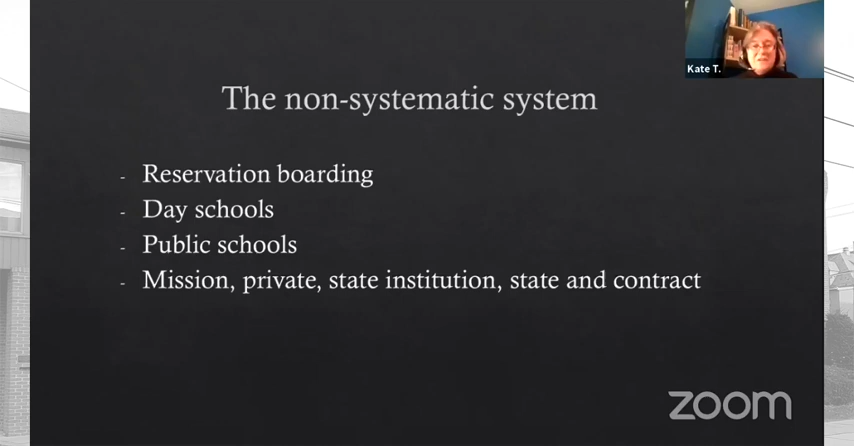 Kate T.
The non-systematic system
- Reservation boarding
- Day schools
- Public schools
- Mission, private, state institution, state and contract
zoom